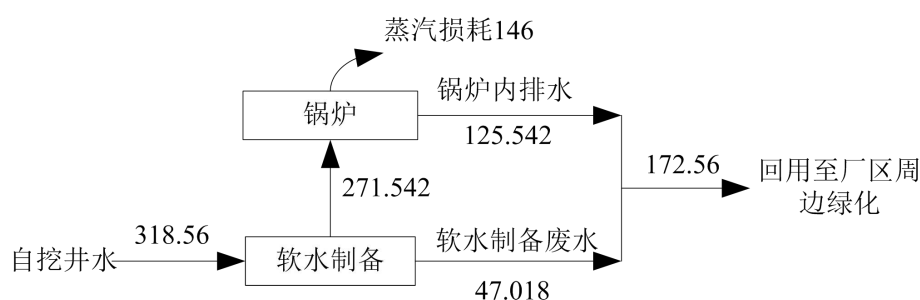 蒸汽损耗146
锅炉
锅炉内排水
125.542
271.542
172.56
回用至厂区周
边绿化
自挖井水
318.56
软水制备
软水制备废水
47.018